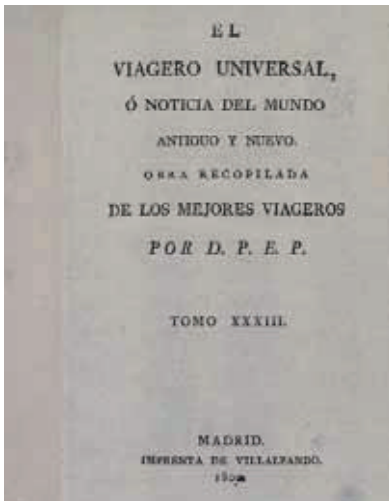 EL
VIAGERO UNIVERSAL,
Ó NOTICIA DEL MUNDO
ANTIGUO Y NUEVO.
OBRA RECOPILADA
DE LOS MEJORES VIAGEROS
POR D. P. E. P.
TOMO XXXIII.
MADRID.
IMPRENTA DE VILLALPANDO.